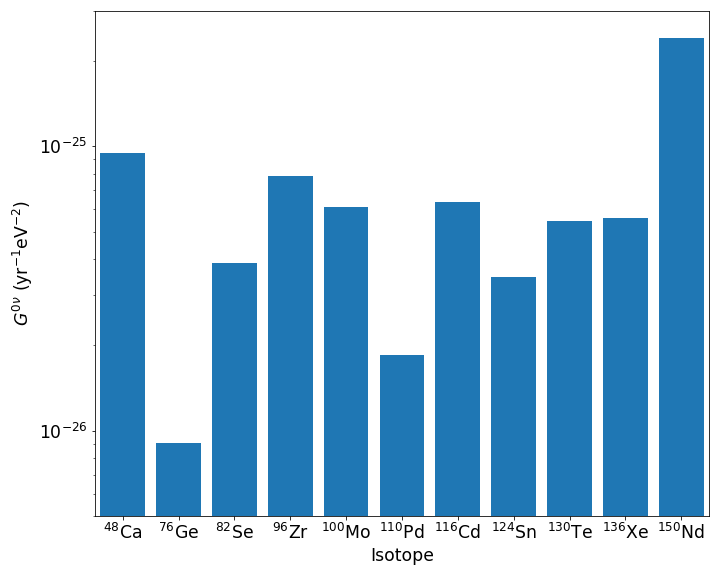 10⁻²⁵
G⁰ᵛ (yr⁻¹eV⁻²)
10⁻²⁶
⁴⁸Ca ⁷⁶Ge ⁸²Se ⁹⁶Zr ¹⁰⁰Mo ¹¹⁰Pd ¹¹⁶Cd ¹²⁴Sn ¹³⁰Te ¹³⁶Xe ¹⁵⁰Nd
Isotope